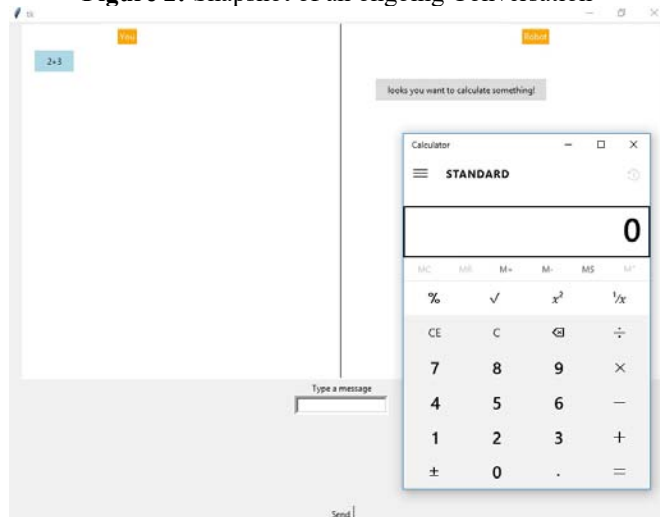 Figure 2: Snapshot of an ongoing Conversation
tk
You
Robot
2+3
looks you want to calculate something!
Calculator
STANDARD
0
MC MR M+ M- MS M˅
% √ x² ¹/x
CE C ⌫ ÷
7 8 9 ×
4 5 6 −
1 2 3 +
± 0 . =
Type a message
Send